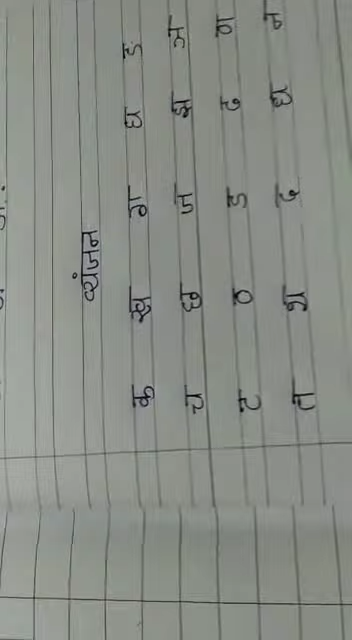 व्यंजन
क ख ग घ ङ
च छ ज झ ञ
ट ठ ड ढ ण
त थ द ध न